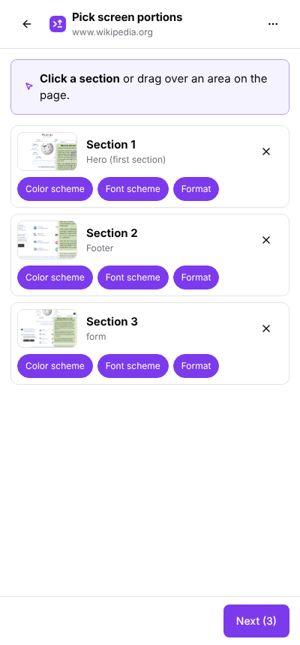 Pick screen portions
www.wikipedia.org
Click a section or drag over an area on the
page.
Section 1
Hero (first section)
Color scheme
Font scheme
Format
Section 2
Footer
Color scheme
Font scheme
Format
Section 3
form
Color scheme
Font scheme
Format
Next (3)